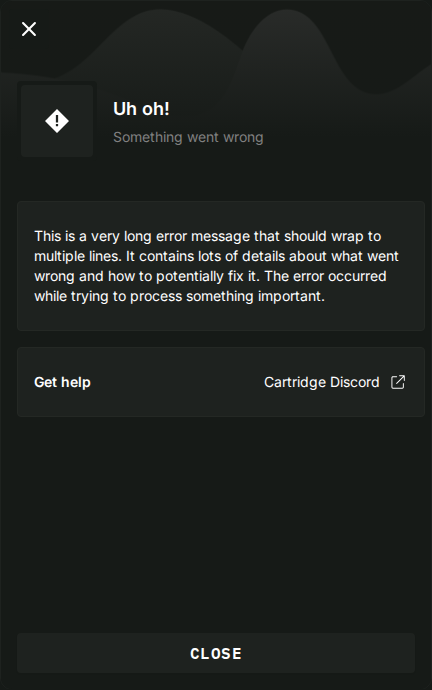 Uh oh!
Something went wrong
This is a very long error message that should wrap to
multiple lines. It contains lots of details about what went
wrong and how to potentially fix it. The error occurred
while trying to process something important.
Get help
Cartridge Discord
CLOSE